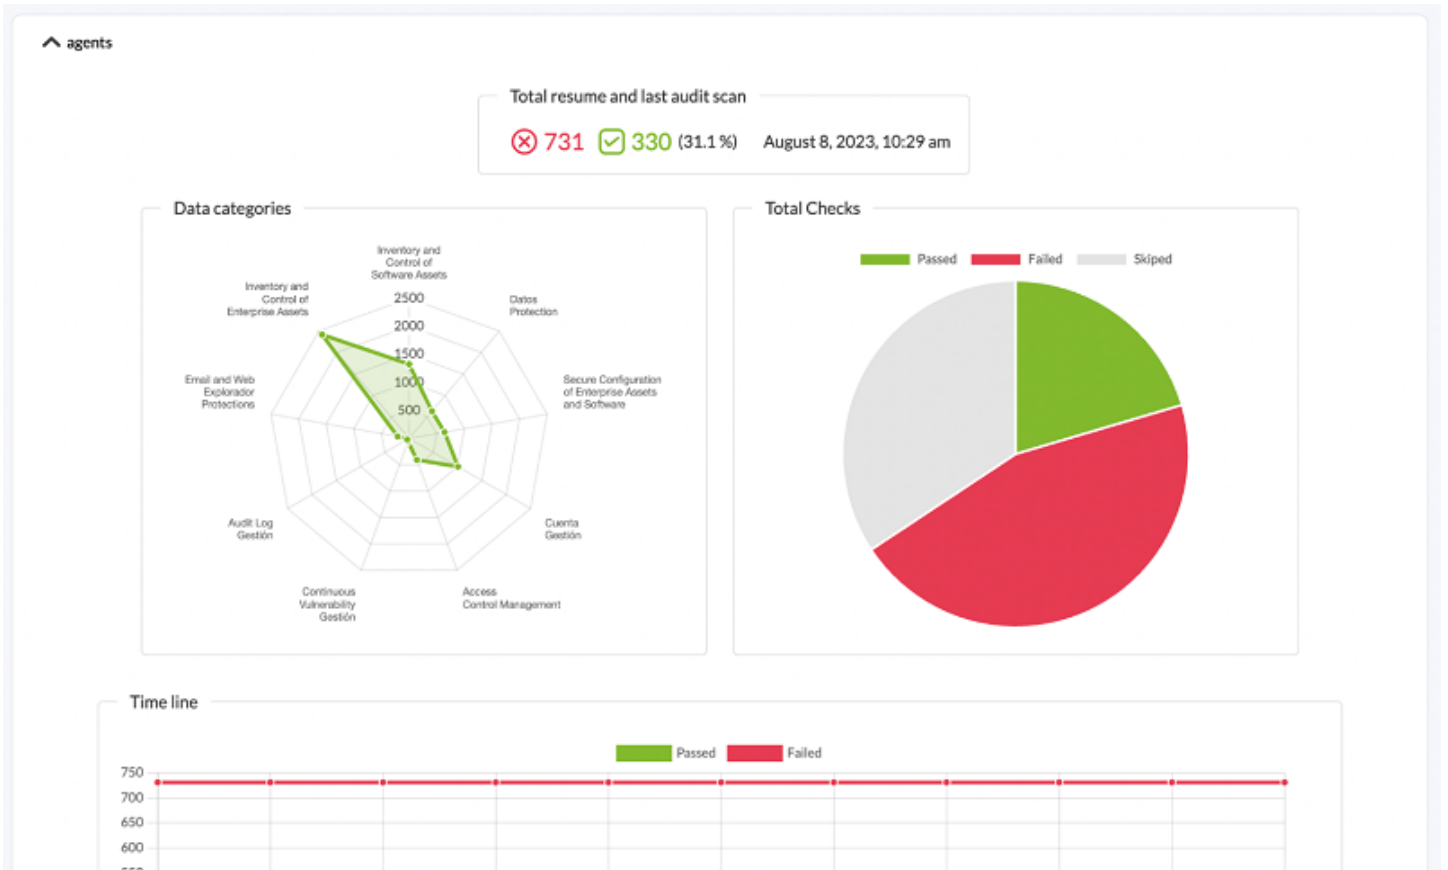 agents
Total resume and last audit scan
731 330 (31.1 %) August 8, 2023, 10:29 am
Data categories
Inventory and
Control of
Software Assets
Inventory and
Control of
Enterprise Assets
Datos
Protection
2500
2000
1500
1000
500
Email and Web
Explorador
Protections
Secure Configuration
of Enterprise Assets
and Software
Audit Log
Gestión
Cuenta
Gestión
Continuous
Vulnerability
Gestión
Access
Control Management
Total Checks
Passed Failed Skiped
Time line
Passed Failed
750
700
650
600